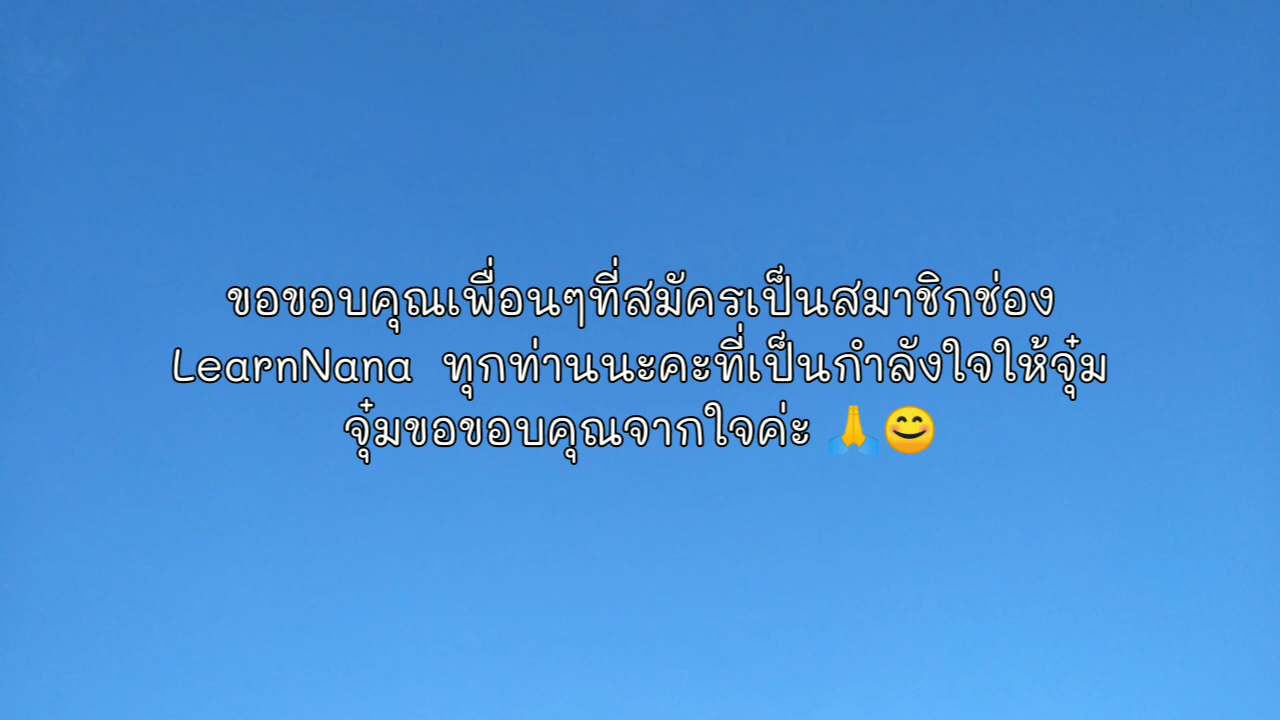 ขอขอบคุณเพื่อนๆที่สมัครเป็นสมาชิกช่อง
LearnNana ทุกท่านนะคะที่เป็นกำลังใจให้จุ๋ม
จุ๋มขอขอบคุณจากใจค่ะ 🙏😊